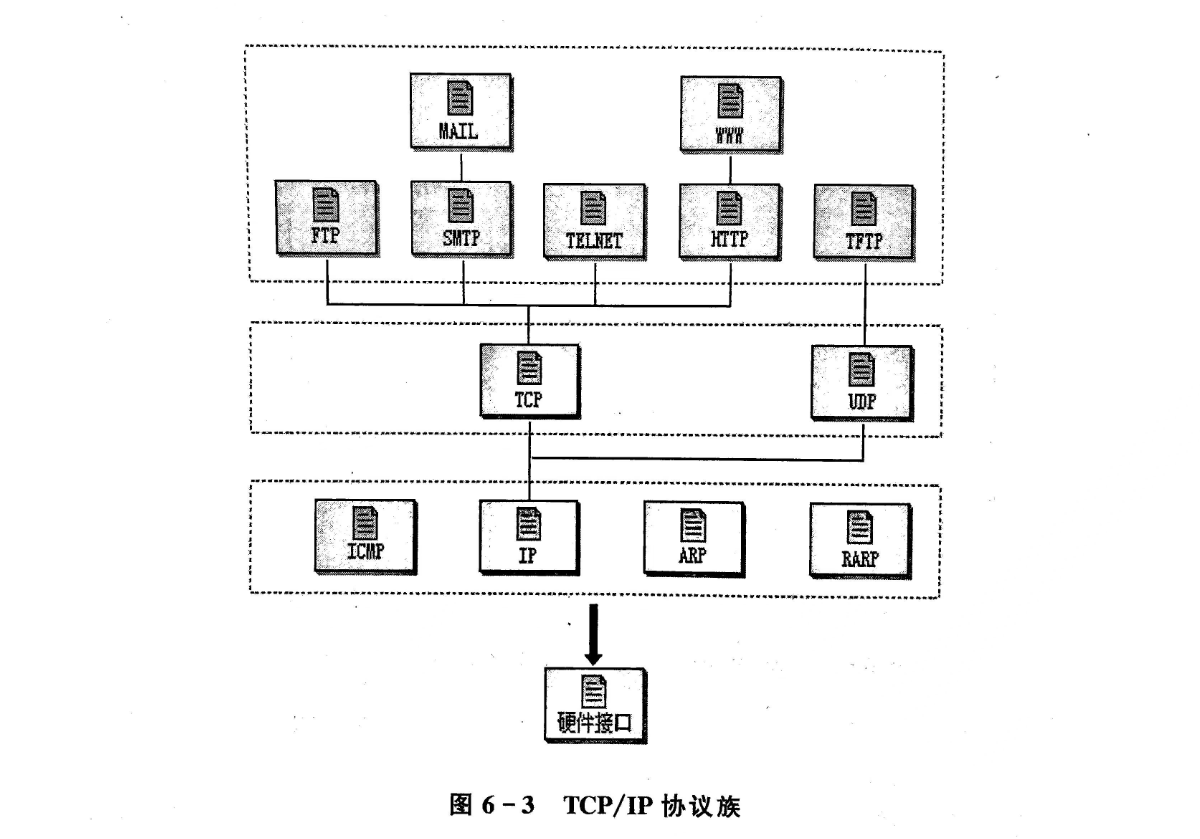 MAIL
WWW
FTP
SMTP
TELNET
HTTP
TFTP
TCP
UDP
ICMP
IP
ARP
RARP
硬件接口
图 6-3 TCP/IP 协议族